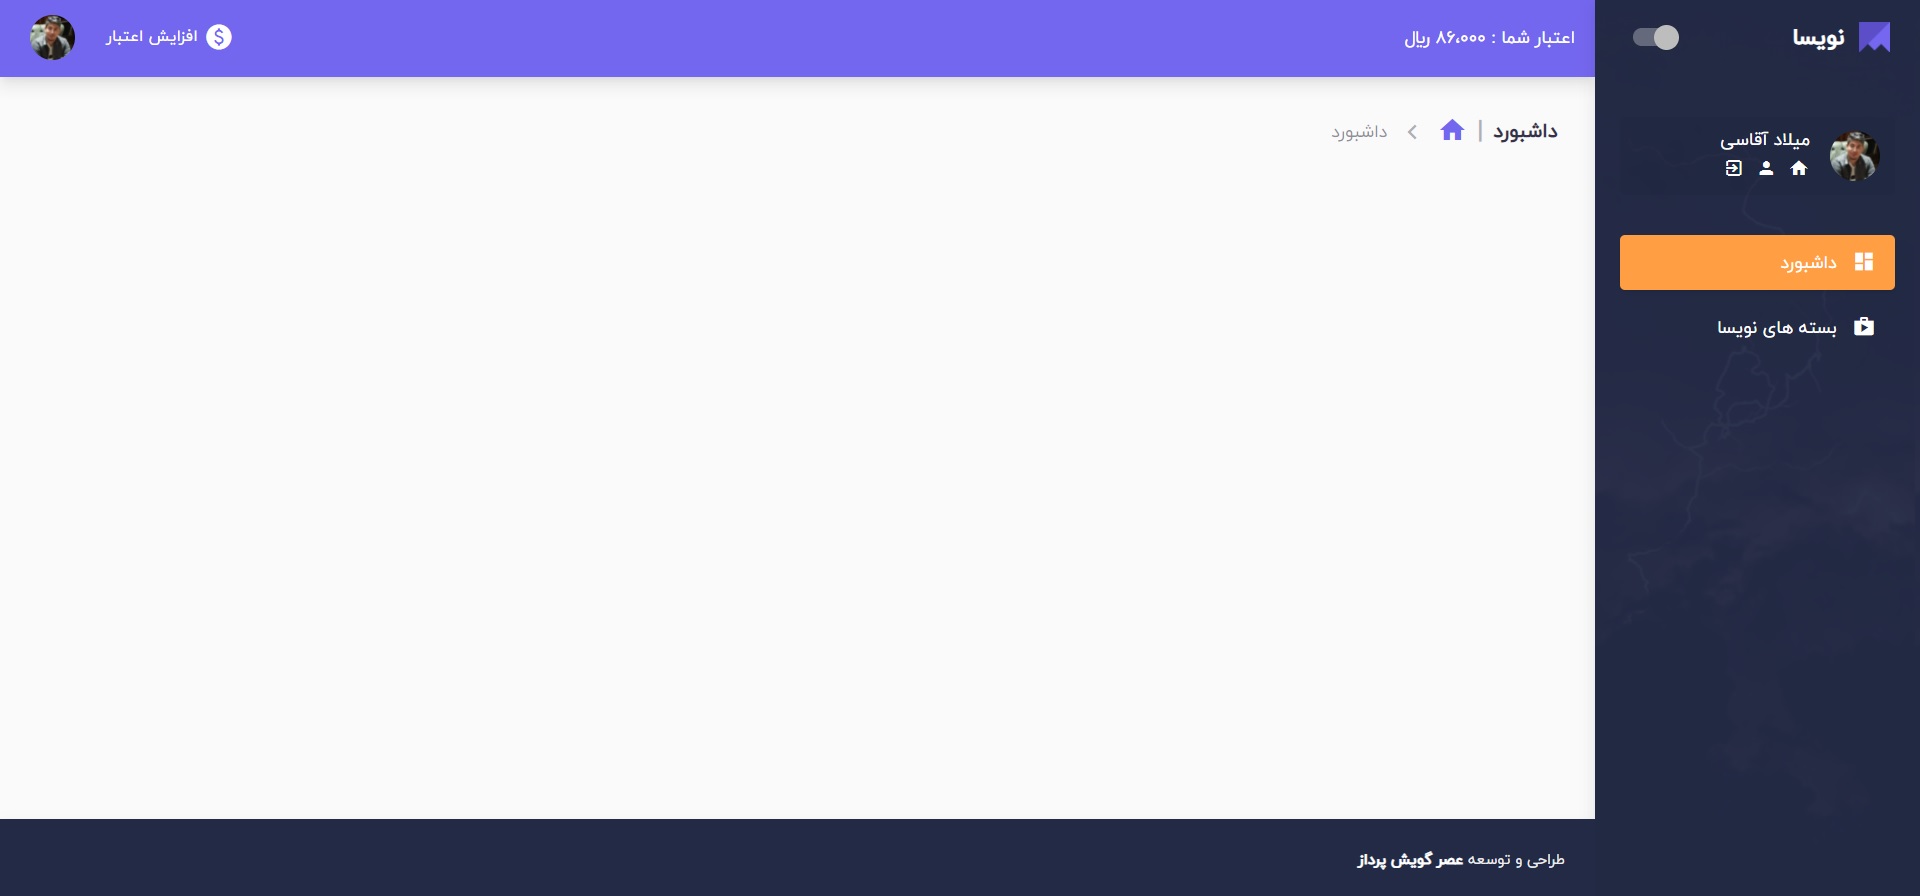 نویسا
اعتبار شما : ۸۶،۰۰۰ ریال
افزایش اعتبار
میلاد آقاسی
داشبورد
بسته های نویسا
داشبورد | داشبورد
طراحی و توسعه عصر گویش پرداز